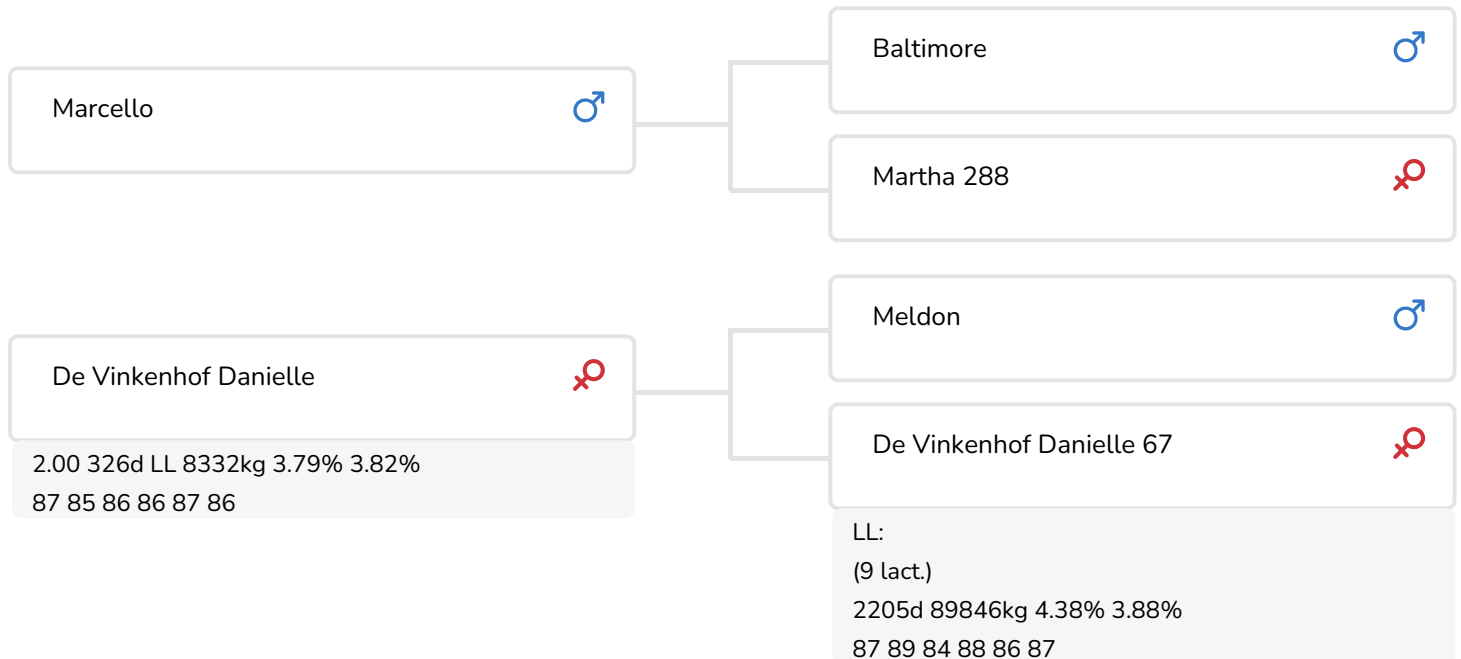 Baltimore
Marcello
Martha 288
Meldon
De Vinkenhof Danielle
2.00 326d LL 8332kg 3.79% 3.82%
87 85 86 86 87 86
De Vinkenhof Danielle 67
LL:
(9 lact.)
2205d 89846kg 4.38% 3.88%
87 89 84 88 86 87